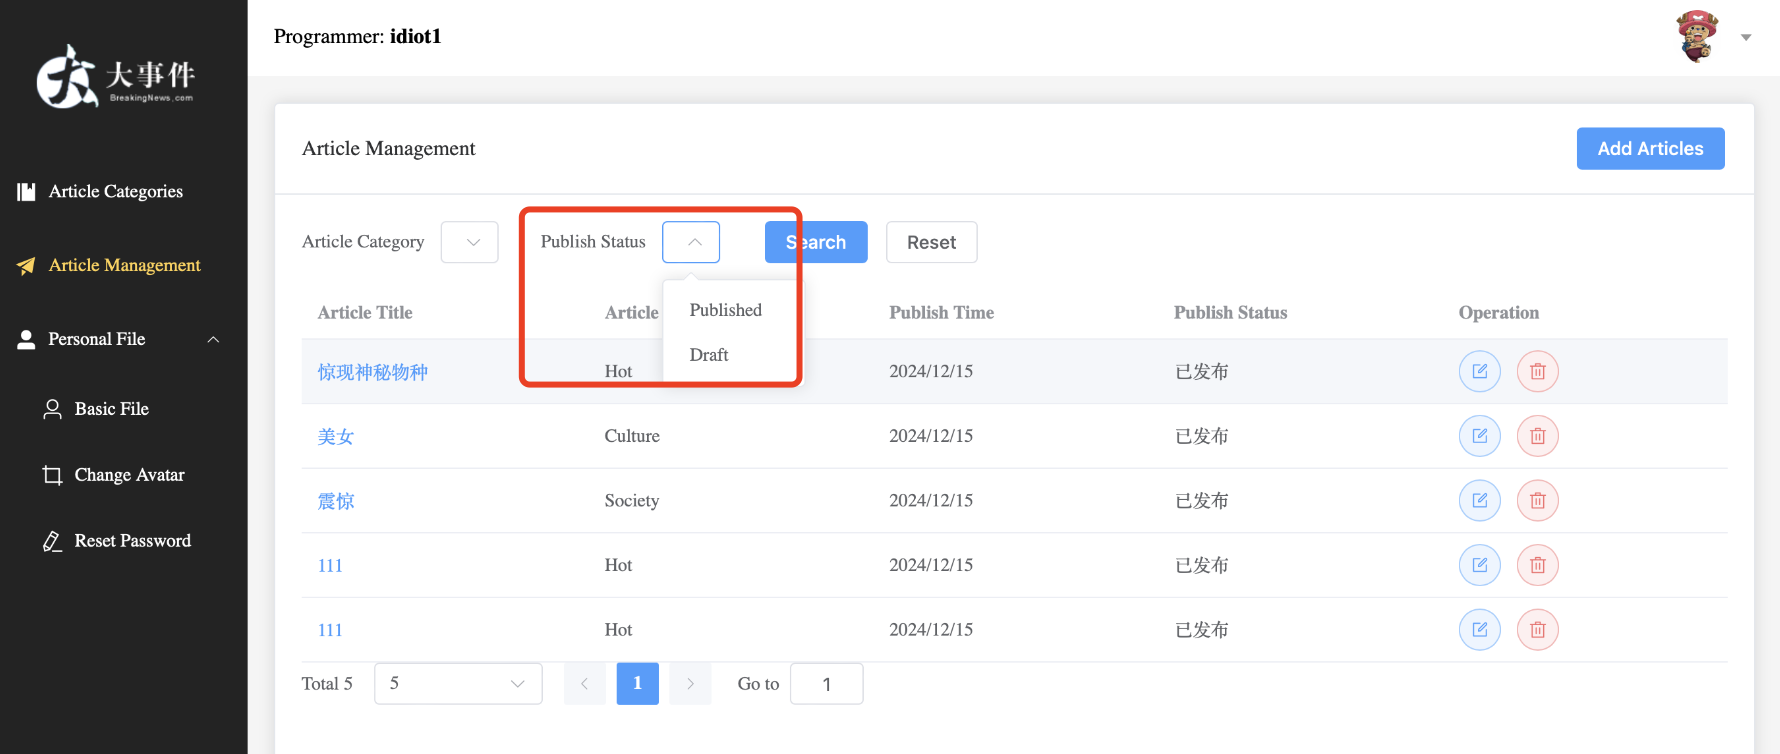 Programmer: idiot1
大事件
BreakingNews.com
Article Categories
Article Management
Personal File
Basic File
Change Avatar
Reset Password
Article Management
Add Articles
Article Category
Publish Status
Search
Reset
Published
Draft
Article Title Article Publish Time Publish Status Operation
惊现神秘物种 Hot 2024/12/15 已发布
美女 Culture 2024/12/15 已发布
震惊 Society 2024/12/15 已发布
111 Hot 2024/12/15 已发布
111 Hot 2024/12/15 已发布
Total 5 5 1 Go to 1